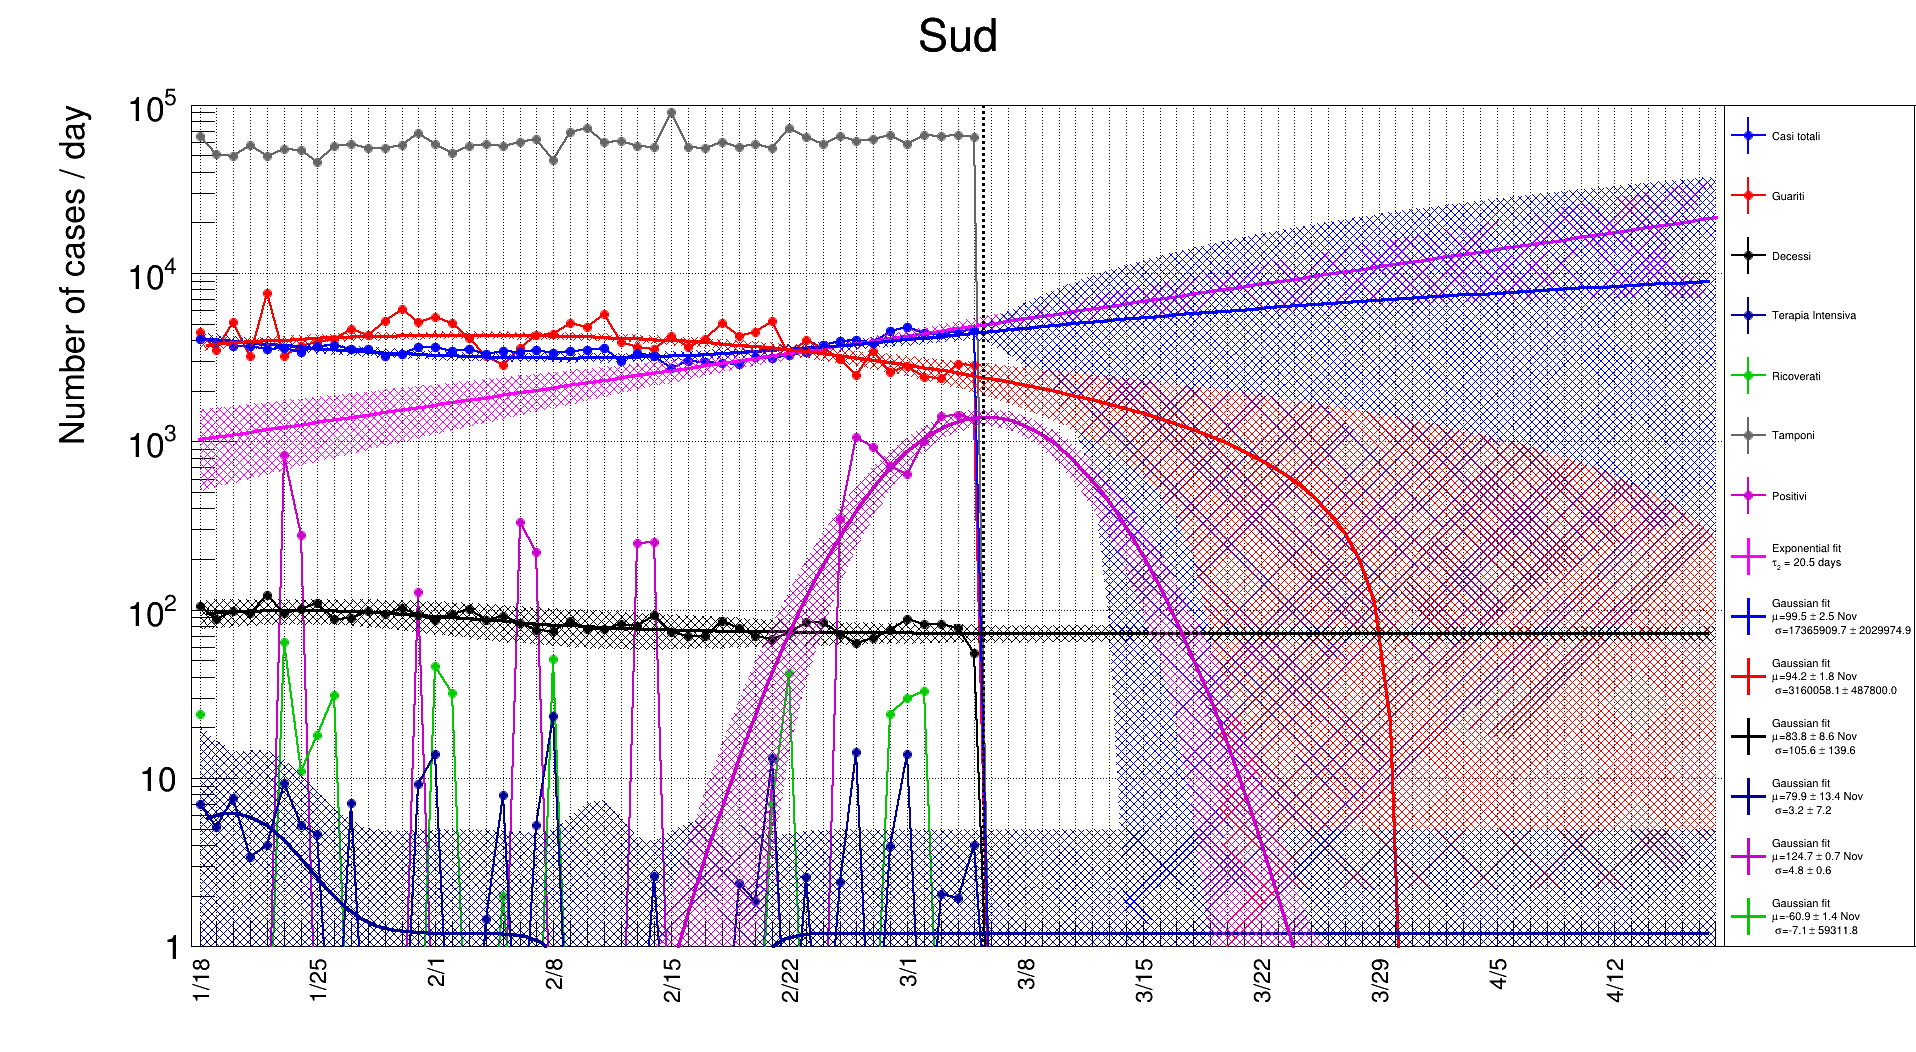 Sud
Number of cases / day
10^5
10^4
10^3
10^2
10
1
1/18
1/25
2/1
2/8
2/15
2/22
3/1
3/8
3/15
3/22
3/29
4/5
4/12
Casi totali
Guariti
Decessi
Terapia Intensiva
Ricoverati
Tamponi
Positivi
Exponential fit
τ₂ = 20.5 days
Gaussian fit
μ=99.5 ± 2.5 Nov
σ=17365909.7 ± 2029974.9
Gaussian fit
μ=94.2 ± 1.8 Nov
σ=3160058.1 ± 487800.0
Gaussian fit
μ=83.8 ± 8.6 Nov
σ=105.6 ± 139.6
Gaussian fit
μ=79.9 ± 13.4 Nov
σ=3.2 ± 7.2
Gaussian fit
μ=124.7 ± 0.7 Nov
σ=4.8 ± 0.6
Gaussian fit
μ=-60.9 ± 1.4 Nov
σ=-7.1 ± 59311.8